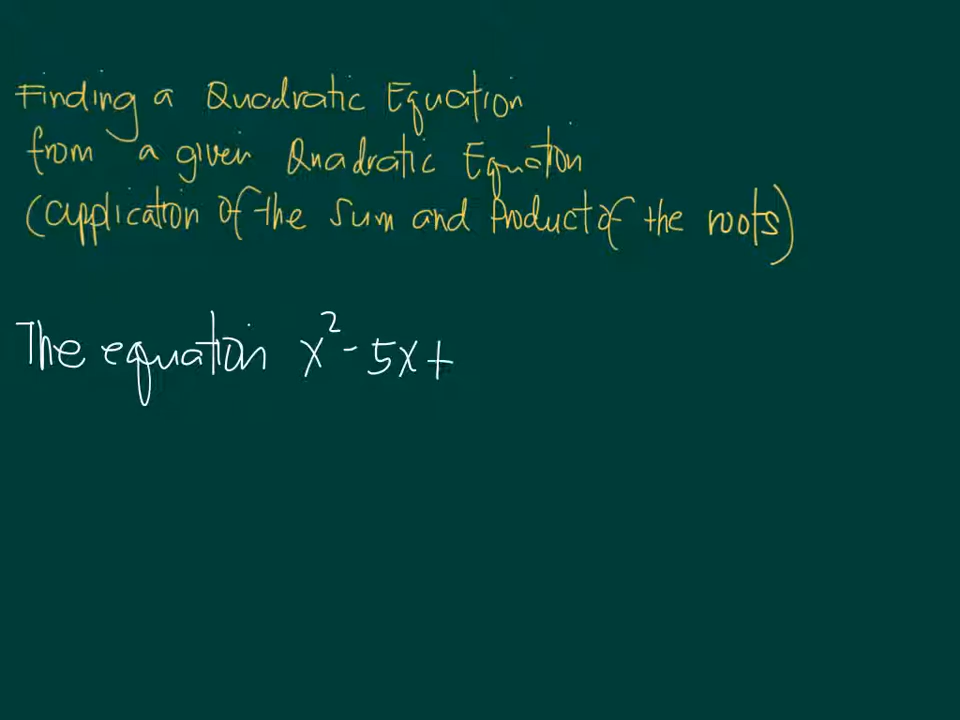 Finding a Quadratic Equation
from a given Quadratic Equation
(application of the sum and Product of the roots)
The equation x² - 5x +